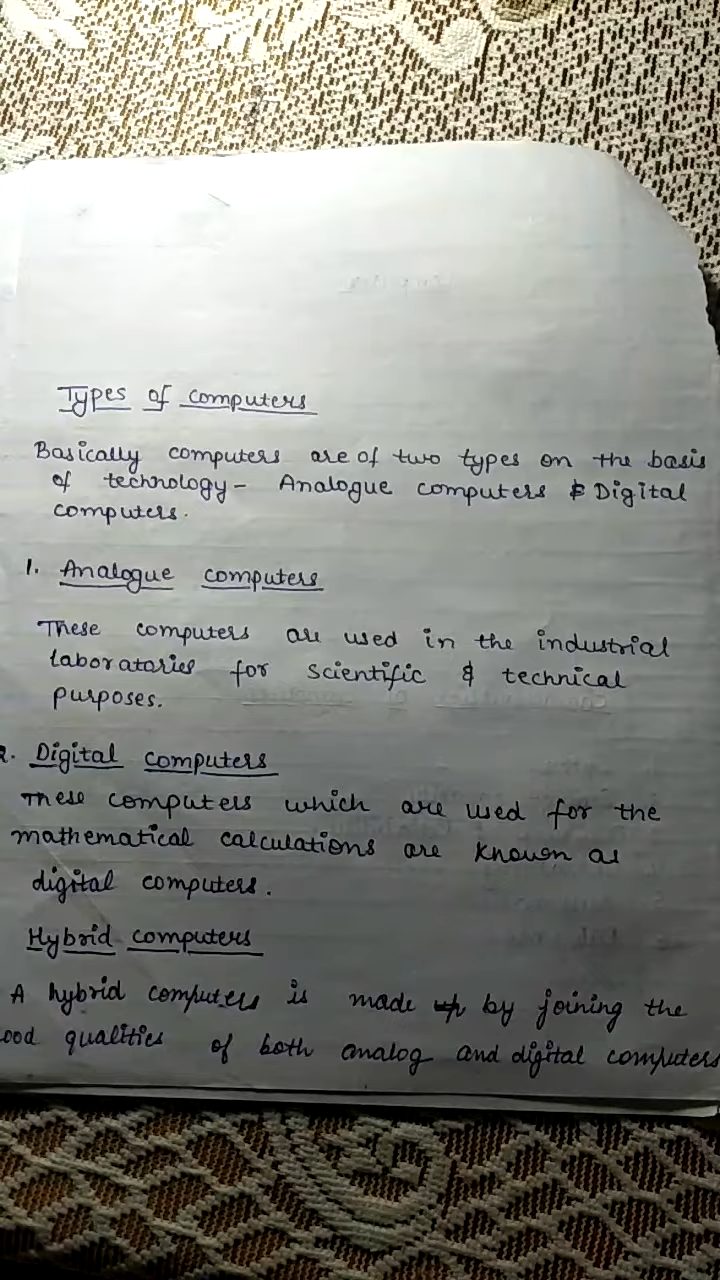 Types of computers
Basically computers are of two types on the basis
of technology - Analogue computers & Digital
computers.
1. Analogue computers
These computers are used in the industrial
laboratories for scientific & technical
purposes.
2. Digital computers
These computers which are used for the
mathematical calculations are known as
digital computers.
Hybrid computers
A hybrid computers is made by joining the
ood qualities of both analog and digital computers